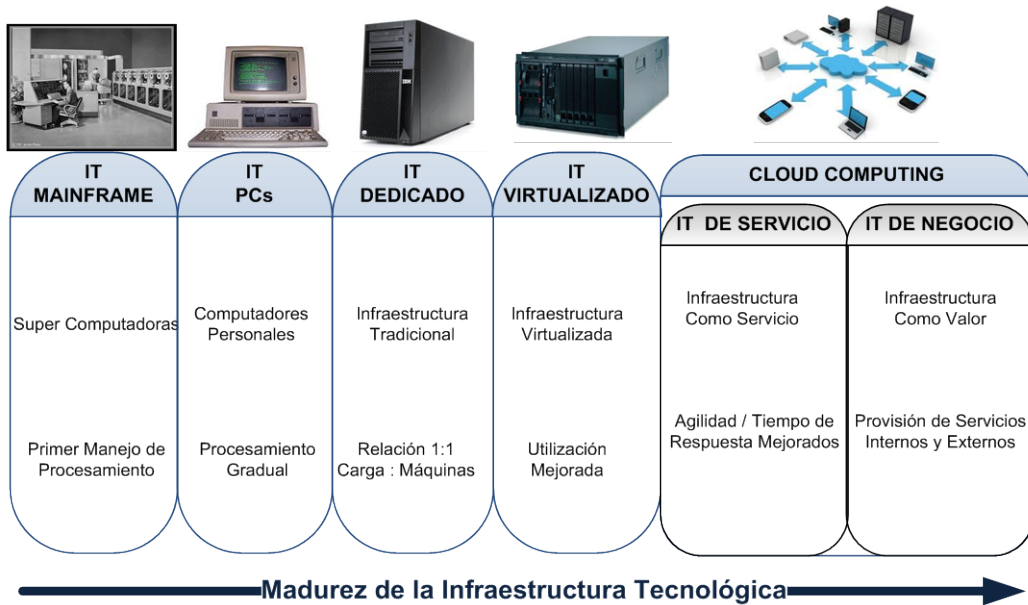 IT
MAINFRAME
IT
PCs
IT
DEDICADO
IT
VIRTUALIZADO
CLOUD COMPUTING
IT DE SERVICIO
IT DE NEGOCIO
Super Computadoras
Computadores
Personales
Infraestructura
Tradicional
Infraestructura
Virtualizada
Infraestructura
Como Servicio
Infraestructura
Como Valor
Primer Manejo de
Procesamiento
Procesamiento
Gradual
Relación 1:1
Carga : Máquinas
Utilización
Mejorada
Agilidad / Tiempo de
Respuesta Mejorados
Provisión de Servicios
Internos y Externos
Madurez de la Infraestructura Tecnológica